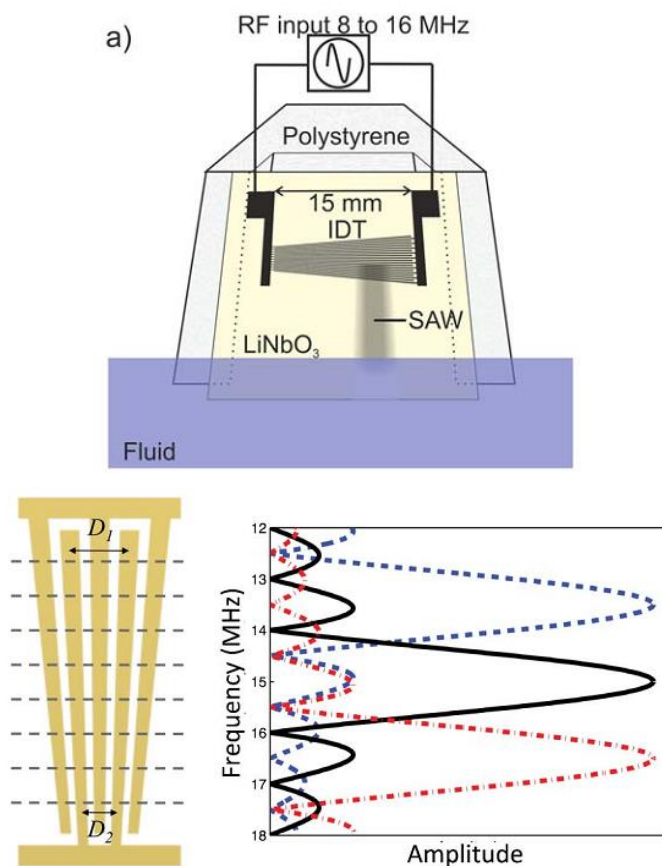 a)
RF input 8 to 16 MHz
Polystyrene
15 mm
IDT
SAW
LiNbO₃
Fluid
D₁
D₂
12
13
14
15
16
17
18
Frequency (MHz)
Amplitude